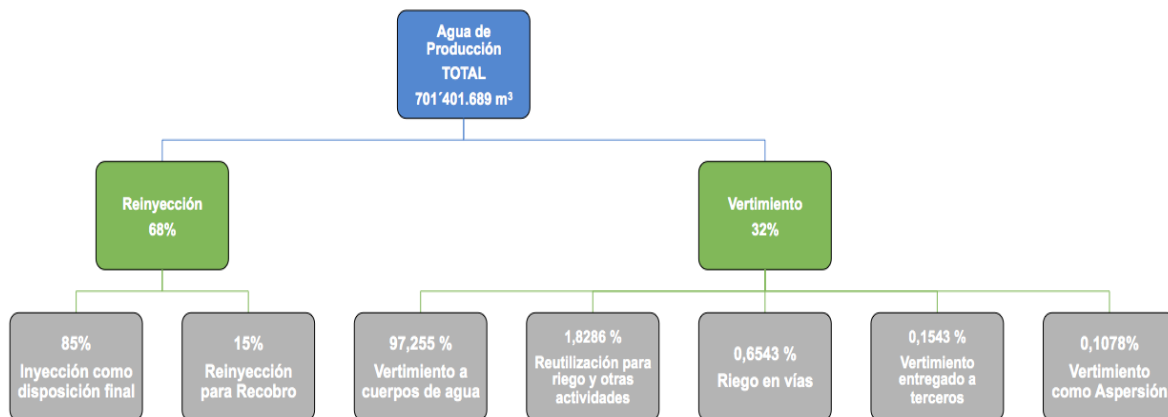 Agua de
Producción
TOTAL
701´401.689 m³
Reinyección
68%
Vertimiento
32%
85%
Inyección como
disposición final
15%
Reinyección
para Recobro
97,255 %
Vertimiento a
cuerpos de agua
1,8286 %
Reutilización para
riego y otras
actividades
0,6543 %
Riego en vías
0,1543 %
Vertimiento
entregado a
terceros
0,1078%
Vertimiento
como Aspersión